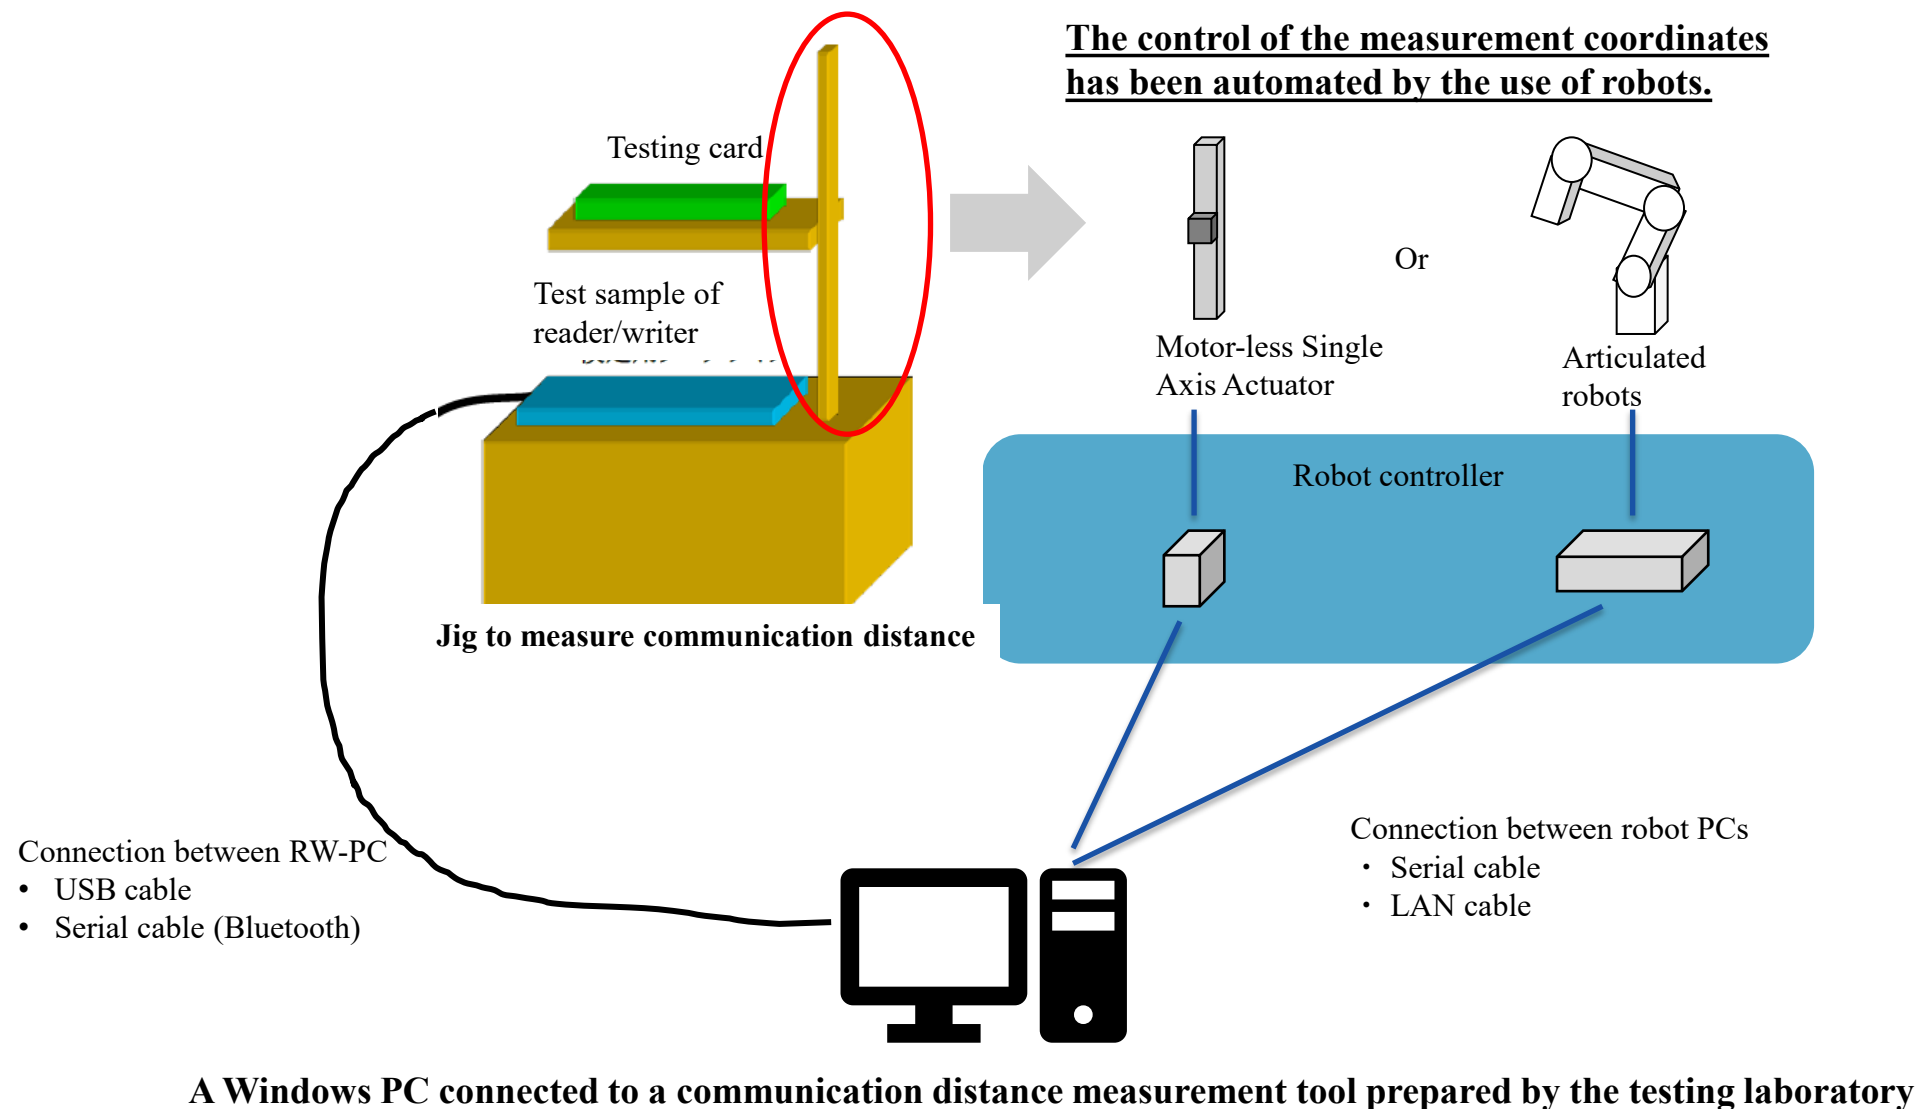 The control of the measurement coordinates
has been automated by the use of robots.
Testing card
Test sample of
reader/writer
Or
Motor-less Single
Axis Actuator
Articulated
robots
Robot controller
Jig to measure communication distance
Connection between RW-PC
• USB cable
• Serial cable (Bluetooth)
Connection between robot PCs
・ Serial cable
・ LAN cable
A Windows PC connected to a communication distance measurement tool prepared by the testing laboratory